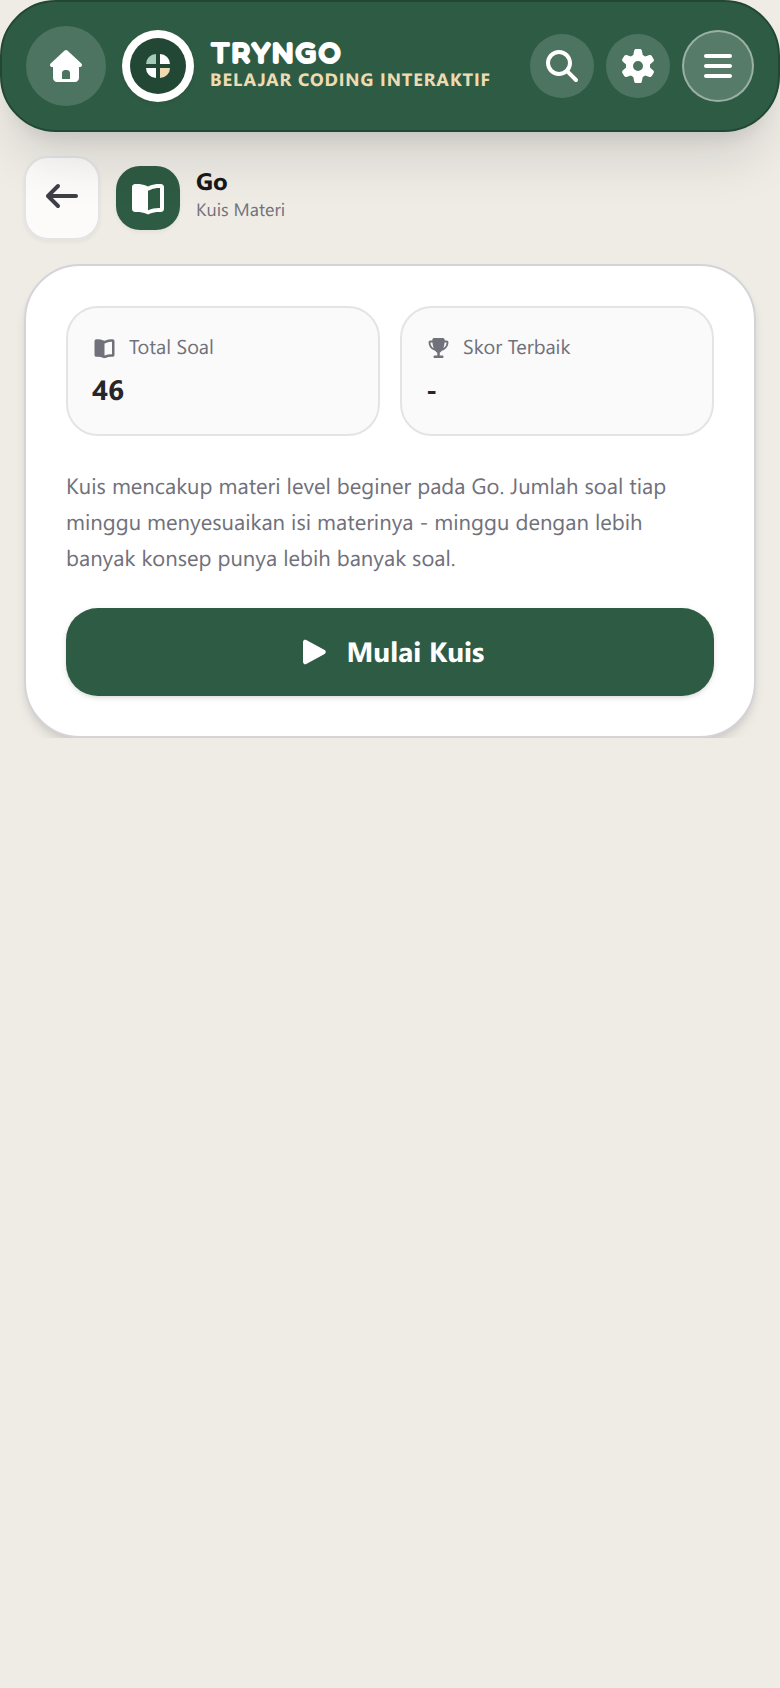 TRYNGO
BELAJAR CODING INTERAKTIF
Go
Kuis Materi
Total Soal
46
Skor Terbaik
-
Kuis mencakup materi level beginer pada Go. Jumlah soal tiap
minggu menyesuaikan isi materinya - minggu dengan lebih
banyak konsep punya lebih banyak soal.
Mulai Kuis